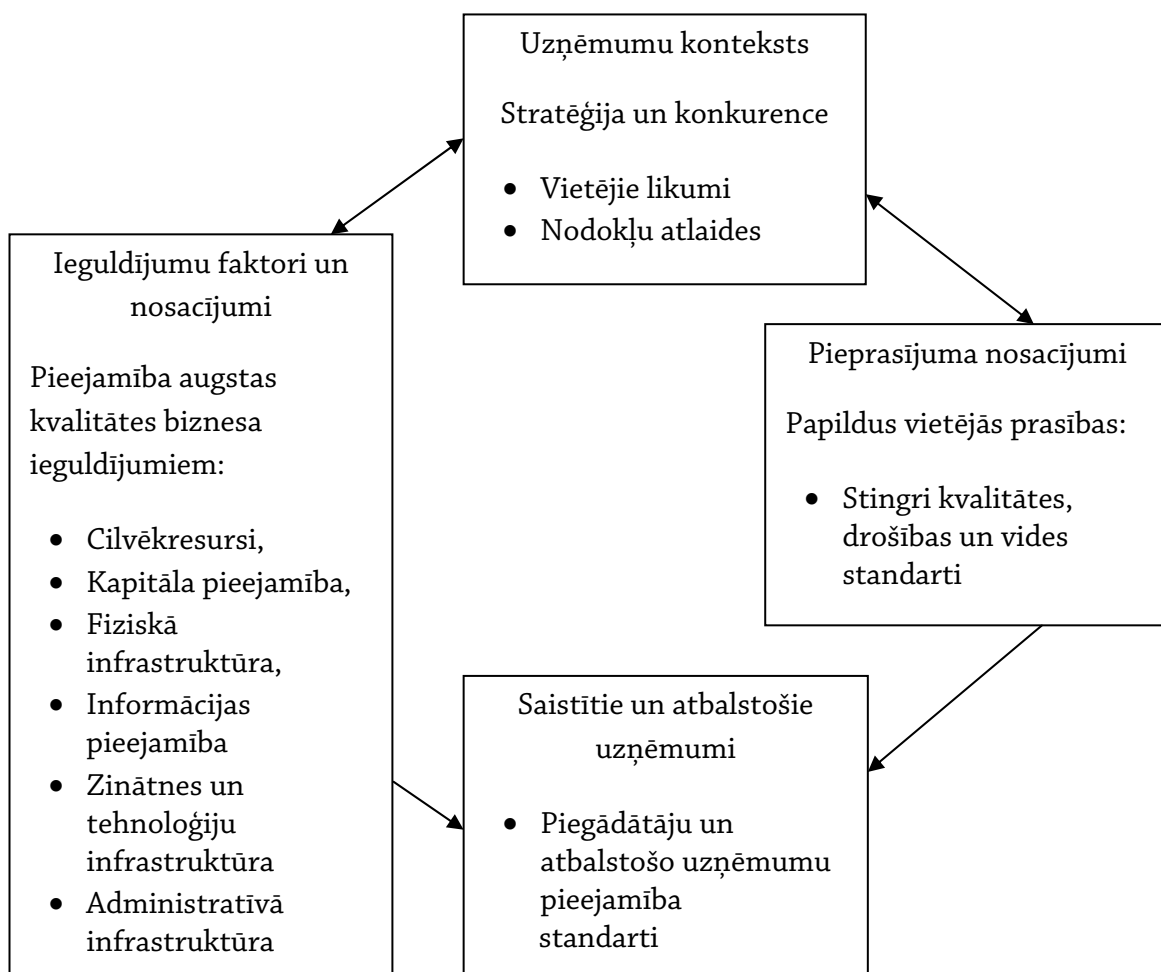 Uzņēmumu konteksts
Stratēģija un konkurence
• Vietējie likumi
• Nodokļu atlaides
Ieguldījumu faktori un
nosacījumi
Pieejamība augstas
kvalitātes biznesa
ieguldījumiem:
• Cilvēkresursi,
• Kapitāla pieejamība,
• Fiziskā
infrastruktūra,
• Informācijas
pieejamība
• Zinātnes un
tehnoloģiju
infrastruktūra
• Administratīvā
infrastruktūra
Pieprasījuma nosacījumi
Papildus vietējās prasības:
• Stingri kvalitātes,
drošības un vides
standarti
Saistītie un atbalstošie
uzņēmumi
• Piegādātāju un
atbalstošo uzņēmumu
pieejamība
standarti